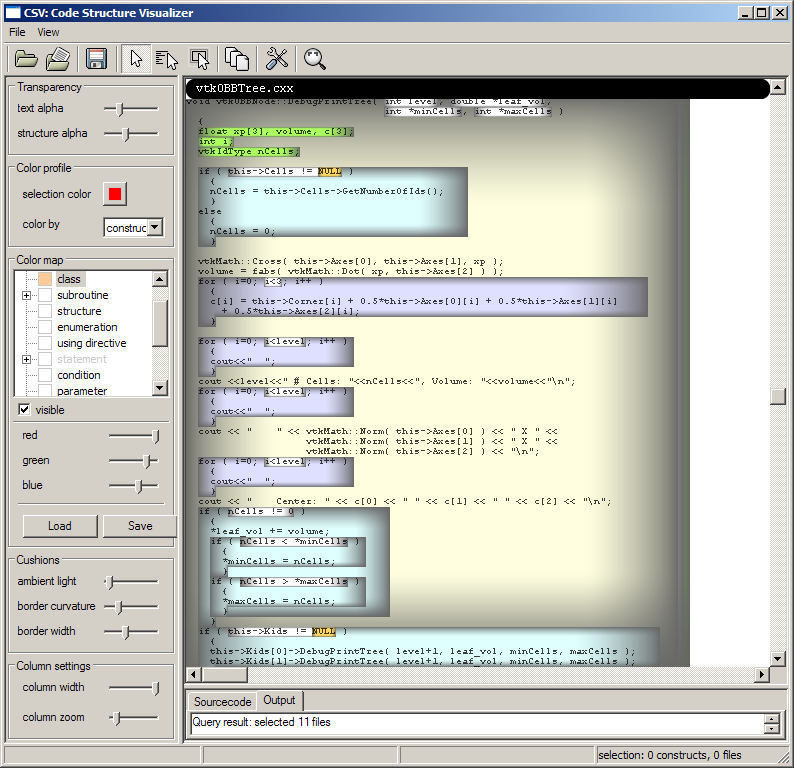 CSV: Code Structure Visualizer
File View
Transparency
text alpha
structure alpha
Color profile
selection color
color by
construc
Color map
class
subroutine
structure
enumeration
using directive
statement
condition
parameter
visible
red
green
blue
Load Save
Cushions
ambient light
border curvature
border width
Column settings
column width
column zoom
vtkOBBTree.cxx
void vtkOBBNode::DebugPrintTree( int level, double *leaf_vol,
int *minCells, int *maxCells )
{
float xp[3], volume, c[3];
int i;
vtkIdType nCells;
if ( this->Cells != NULL )
{
nCells = this->Cells->GetNumberOfIds();
}
else
{
nCells = 0;
}
vtkMath::Cross( this->Axes[0], this->Axes[1], xp );
volume = fabs( vtkMath::Dot( xp, this->Axes[2] ) );
for ( i=0; i<3; i++ )
{
c[i] = this->Corner[i] + 0.5*this->Axes[0][i] + 0.5*this->Axes[1][i]
+ 0.5*this->Axes[2][i];
}
for ( i=0; i<level; i++ )
{
cout<<"  ";
}
cout <<level<<" # Cells: "<<nCells<<", Volume: "<<volume<<"\n";
for ( i=0; i<level; i++ )
{
cout<<"  ";
}
cout << "    " << vtkMath::Norm( this->Axes[0] ) << " X " <<
vtkMath::Norm( this->Axes[1] ) << " X " <<
vtkMath::Norm( this->Axes[2] ) << "\n";
for ( i=0; i<level; i++ )
{
cout<<"  ";
}
cout << "    Center: " << c[0] << " " << c[1] << " " << c[2] << "\n";
if ( nCells != 0 )
{
*leaf_vol += volume;
if ( nCells < *minCells )
{
*minCells = nCells;
}
if ( nCells > *maxCells )
{
*maxCells = nCells;
}
}
if ( this->Kids != NULL )
{
this->Kids[0]->DebugPrintTree( level+1, leaf_vol, minCells, maxCells );
this->Kids[1]->DebugPrintTree( level+1, leaf_vol, minCells, maxCells );
Sourcecode Output
Query result: selected 11 files
selection: 0 constructs, 0 files